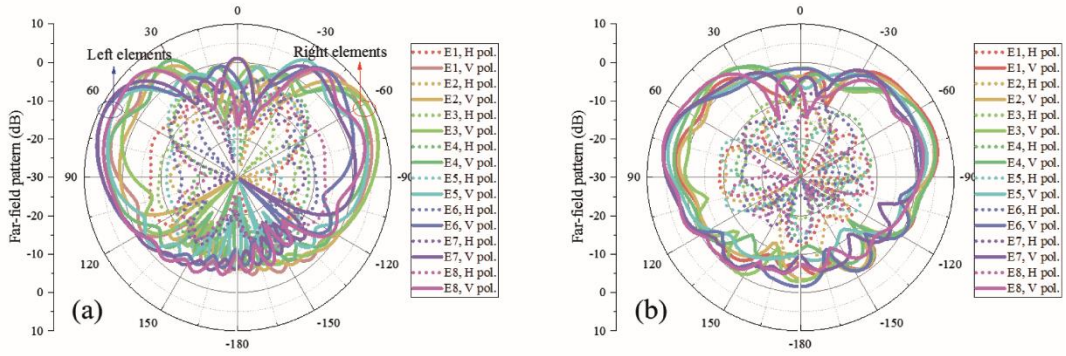 10
0
-10
-20
-30
-20
-10
0
10
Far-field pattern (dB)
0
30
-30
60
-60
90
-90
120
-120
150
-150
-180
Left elements
Right elements
(a)
E1, H pol.
E1, V pol.
E2, H pol.
E2, V pol.
E3, H pol.
E3, V pol.
E4, H pol.
E4, V pol.
E5, H pol.
E5, V pol.
E6, H pol.
E6, V pol.
E7, H pol.
E7, V pol.
E8, H pol.
E8, V pol.
10
0
-10
-20
-30
-20
-10
0
10
Far-field pattern (dB)
0
30
-30
60
-60
90
-90
120
-120
150
-150
-180
(b)
E1, H pol.
E1, V pol.
E2, H pol.
E2, V pol.
E3, H pol.
E3, V pol.
E4, H pol.
E4, V pol.
E5, H pol.
E5, V pol.
E6, H pol.
E6, V pol.
E7, H pol.
E7, V pol.
E8, H pol.
E8, V pol.